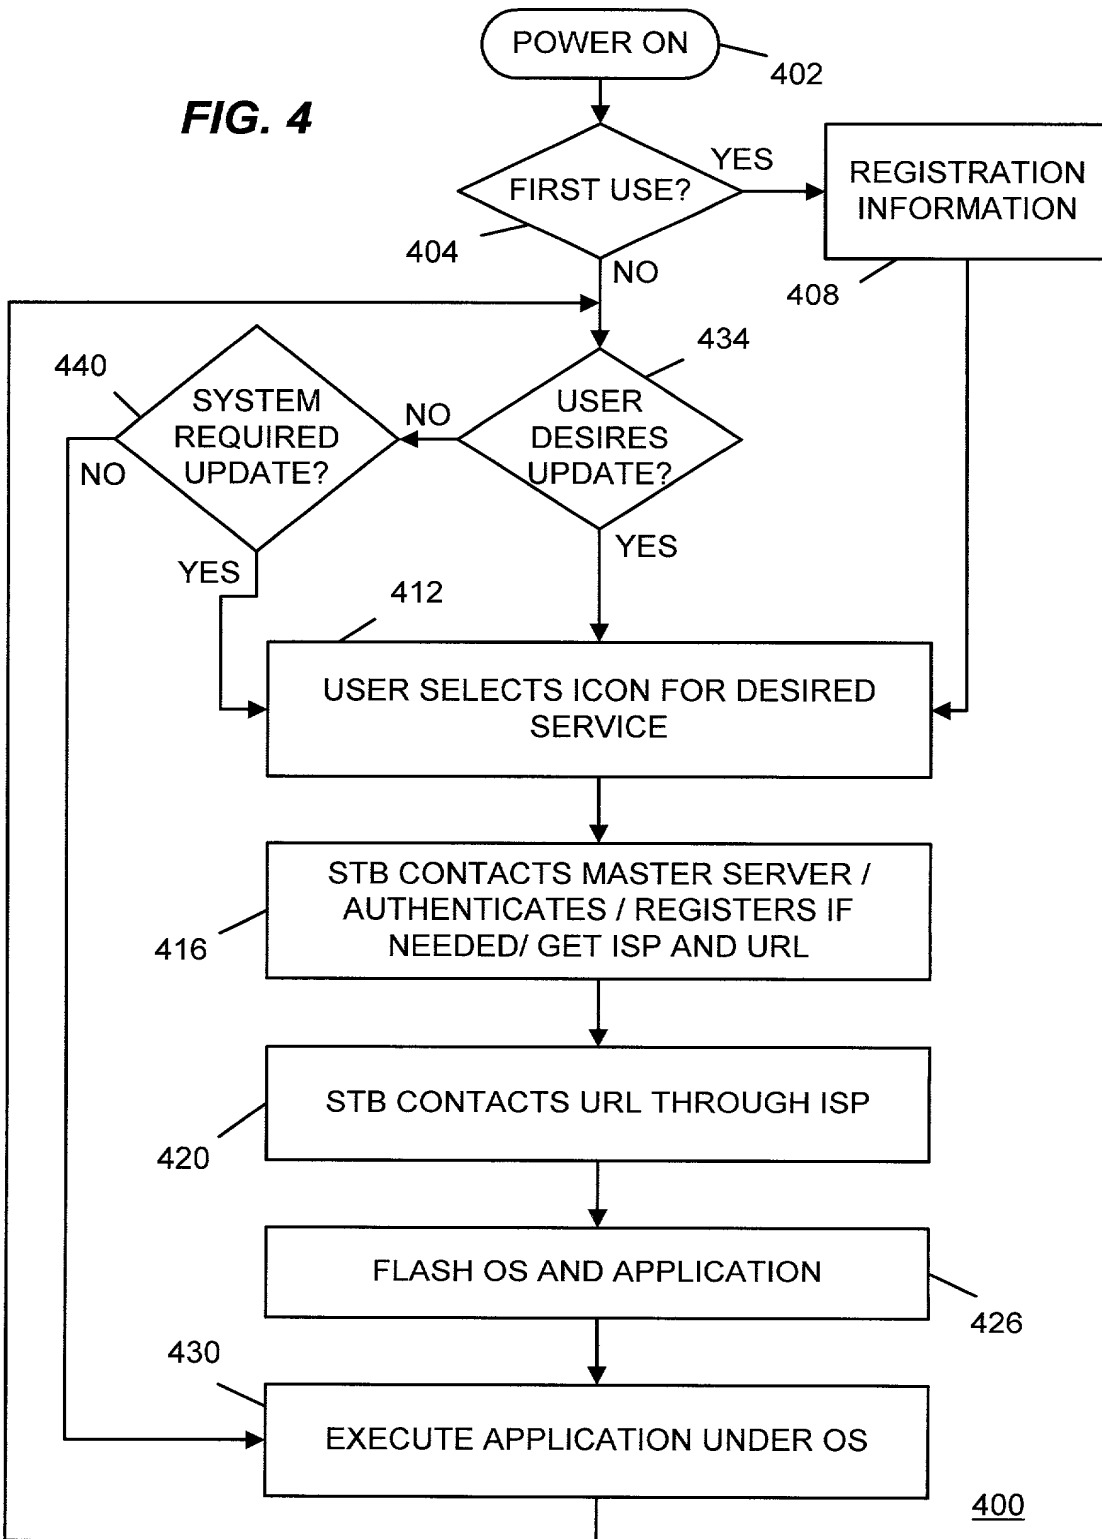 POWER ON
402
FIG. 4
FIRST USE?
YES
404
NO
REGISTRATION
INFORMATION
408
434
440
SYSTEM
REQUIRED
UPDATE?
NO
USER
DESIRES
UPDATE?
NO
YES
YES
412
USER SELECTS ICON FOR DESIRED
SERVICE
STB CONTACTS MASTER SERVER /
AUTHENTICATES / REGISTERS IF
NEEDED/ GET ISP AND URL
416
STB CONTACTS URL THROUGH ISP
420
FLASH OS AND APPLICATION
426
430
EXECUTE APPLICATION UNDER OS
400